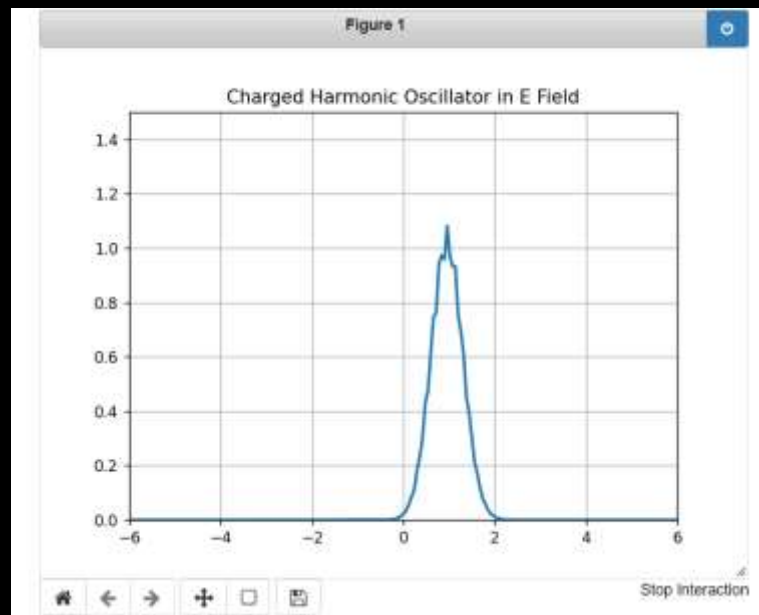 Figure 1
Charged Harmonic Oscillator in E Field
1.4
1.2
1.0
0.8
0.6
0.4
0.2
0.0
−6 −4 −2 0 2 4 6
Stop Interaction